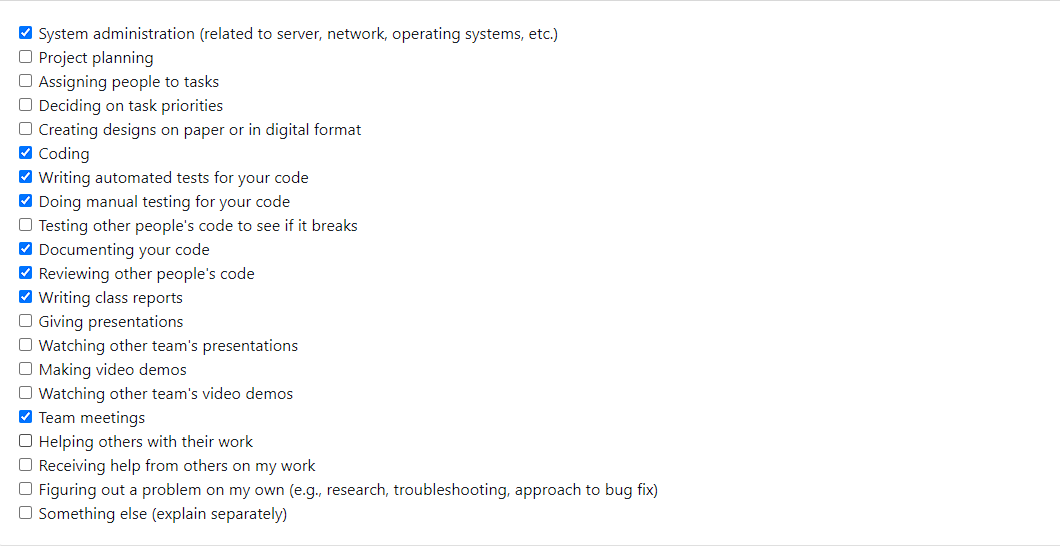 System administration (related to server, network, operating systems, etc.)
Project planning
Assigning people to tasks
Deciding on task priorities
Creating designs on paper or in digital format
Coding
Writing automated tests for your code
Doing manual testing for your code
Testing other people's code to see if it breaks
Documenting your code
Reviewing other people's code
Writing class reports
Giving presentations
Watching other team's presentations
Making video demos
Watching other team's video demos
Team meetings
Helping others with their work
Receiving help from others on my work
Figuring out a problem on my own (e.g., research, troubleshooting, approach to bug fix)
Something else (explain separately)